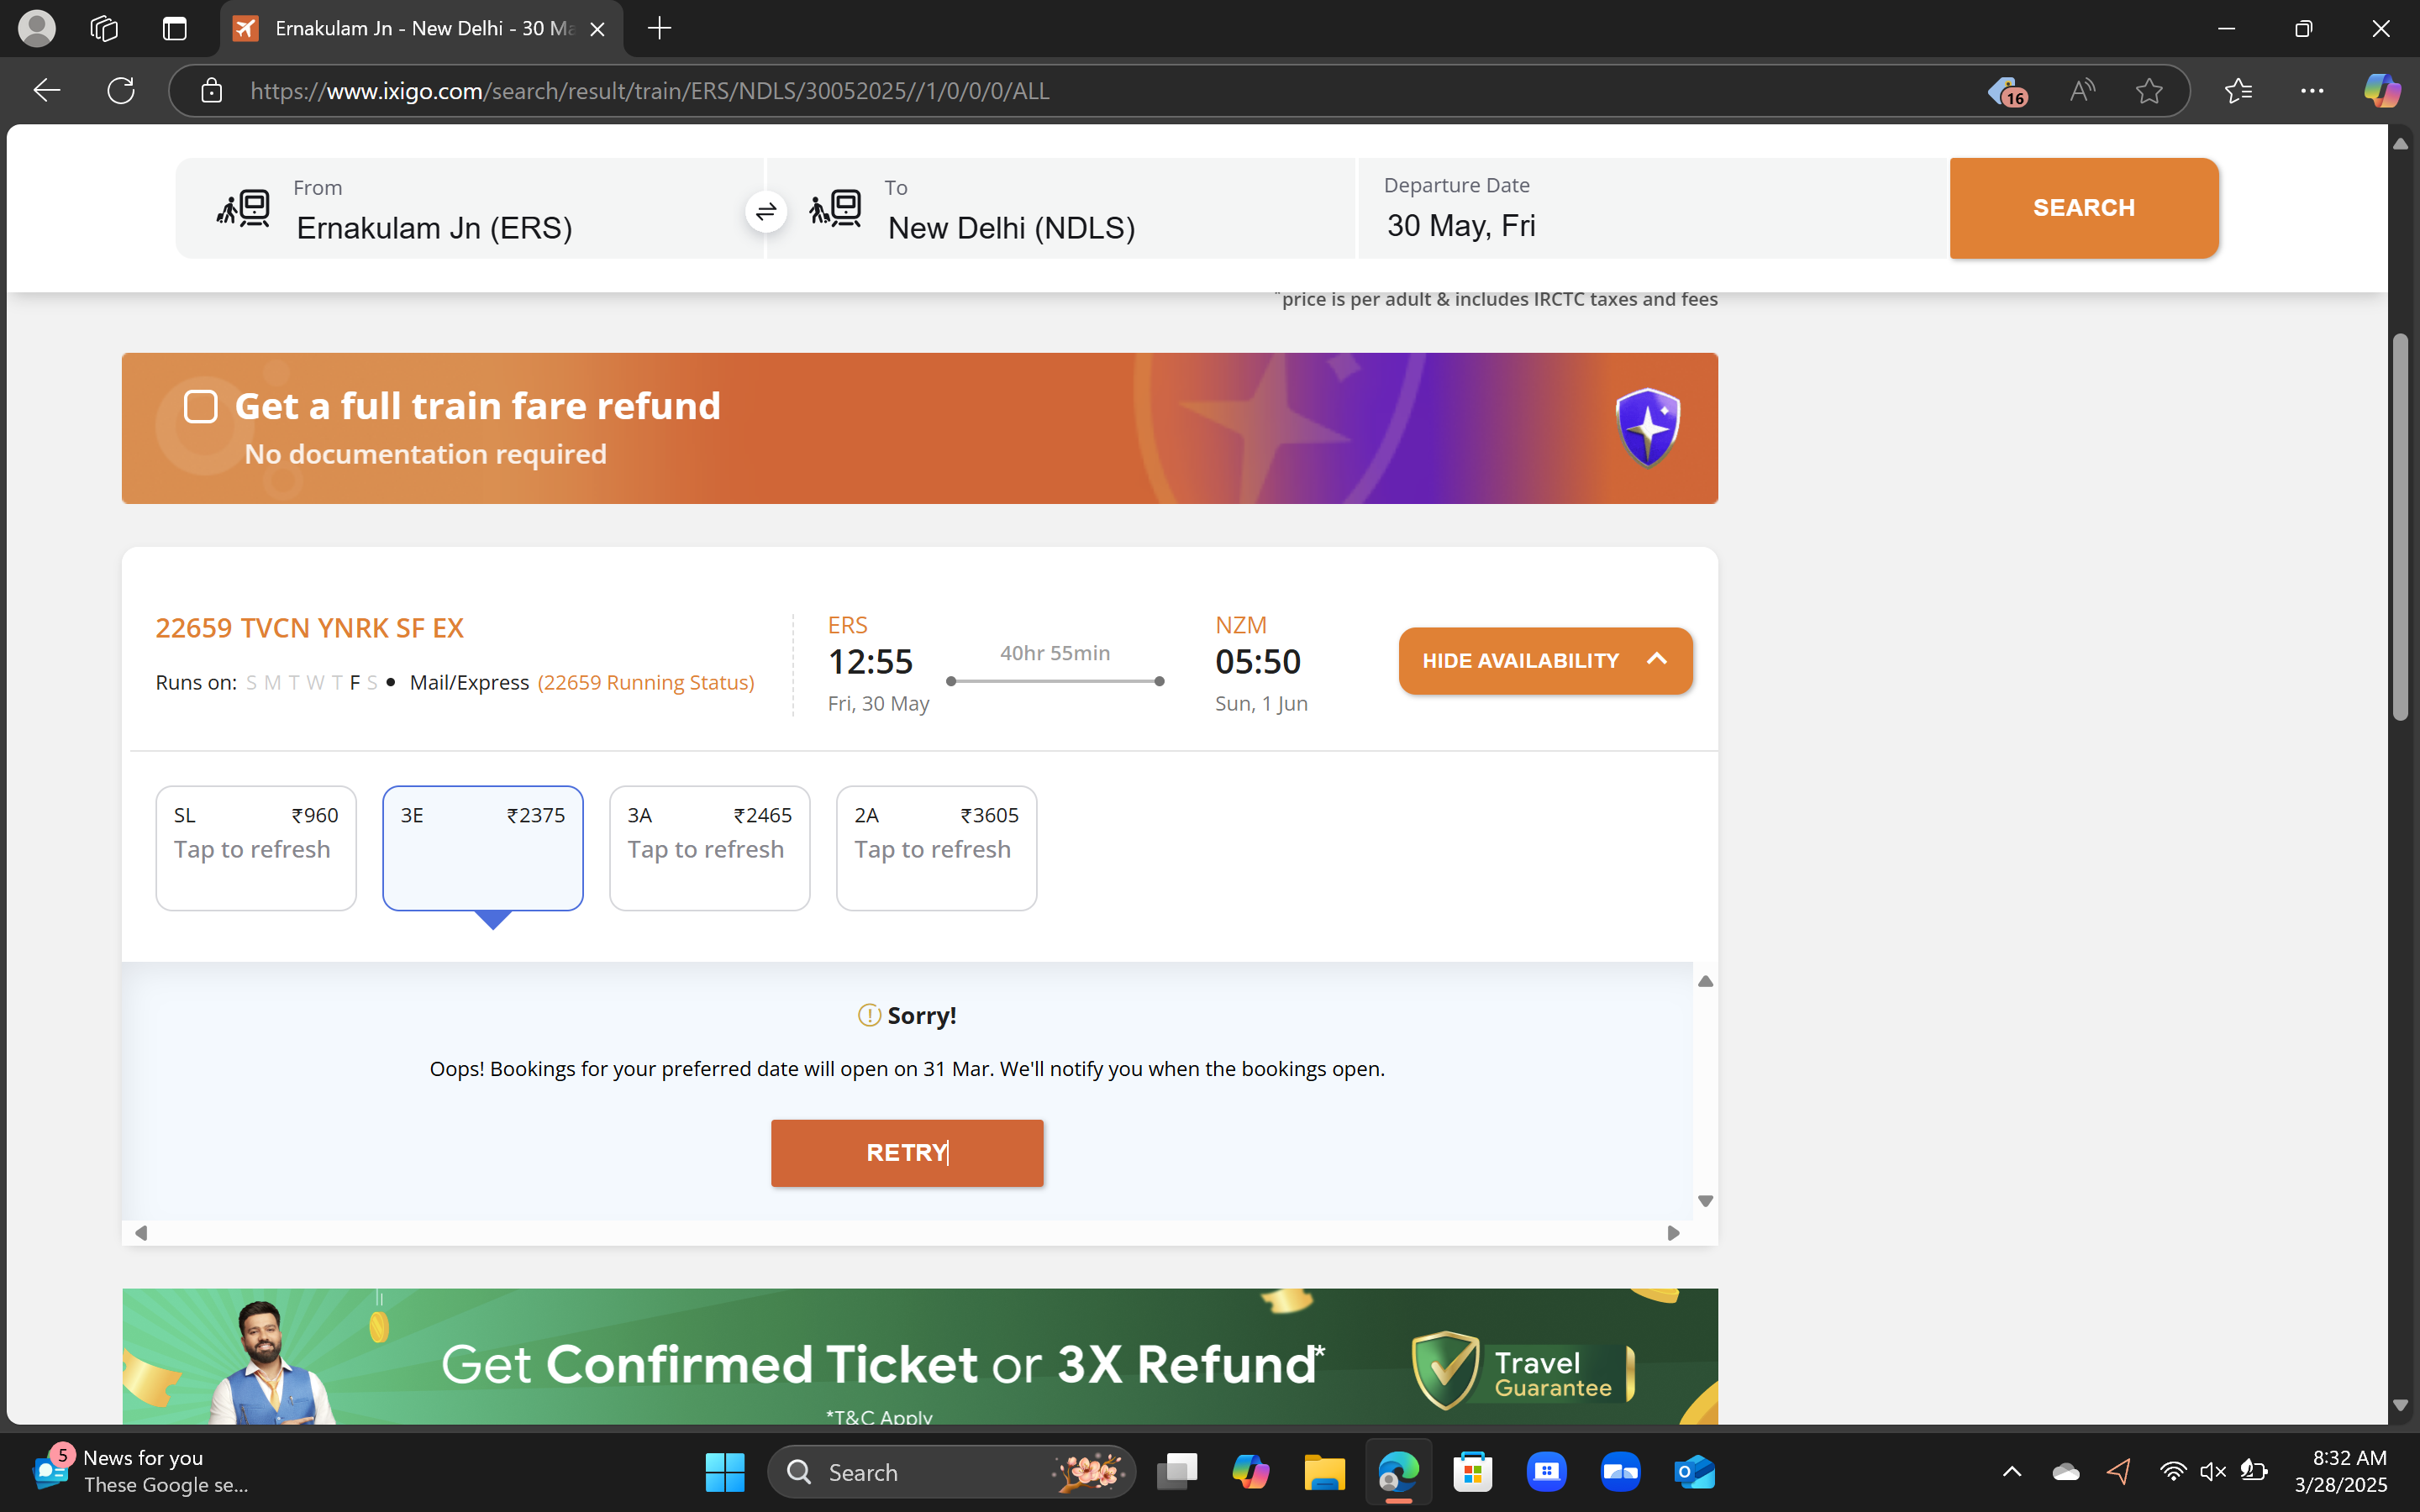 Ernakulam Jn - New Delhi - 30 Ma
https://www.ixigo.com/search/result/train/ERS/NDLS/30052025//1/0/0/0/ALL
16
From
Ernakulam Jn (ERS)
To
New Delhi (NDLS)
Departure Date
30 May, Fri
SEARCH
*price is per adult & includes IRCTC taxes and fees
Get a full train fare refund
No documentation required
22659 TVCN YNRK SF EX
Runs on: S M T W T F S • Mail/Express (22659 Running Status)
ERS
12:55
Fri, 30 May
40hr 55min
NZM
05:50
Sun, 1 Jun
HIDE AVAILABILITY
SL ₹960
Tap to refresh
3E ₹2375
3A ₹2465
Tap to refresh
2A ₹3605
Tap to refresh
Sorry!
Oops! Bookings for your preferred date will open on 31 Mar. We'll notify you when the bookings open.
RETRY
Get Confirmed Ticket or 3X Refund*
*T&C Apply
Travel
Guarantee
5
News for you
These Google se...
Search
8:32 AM
3/28/2025